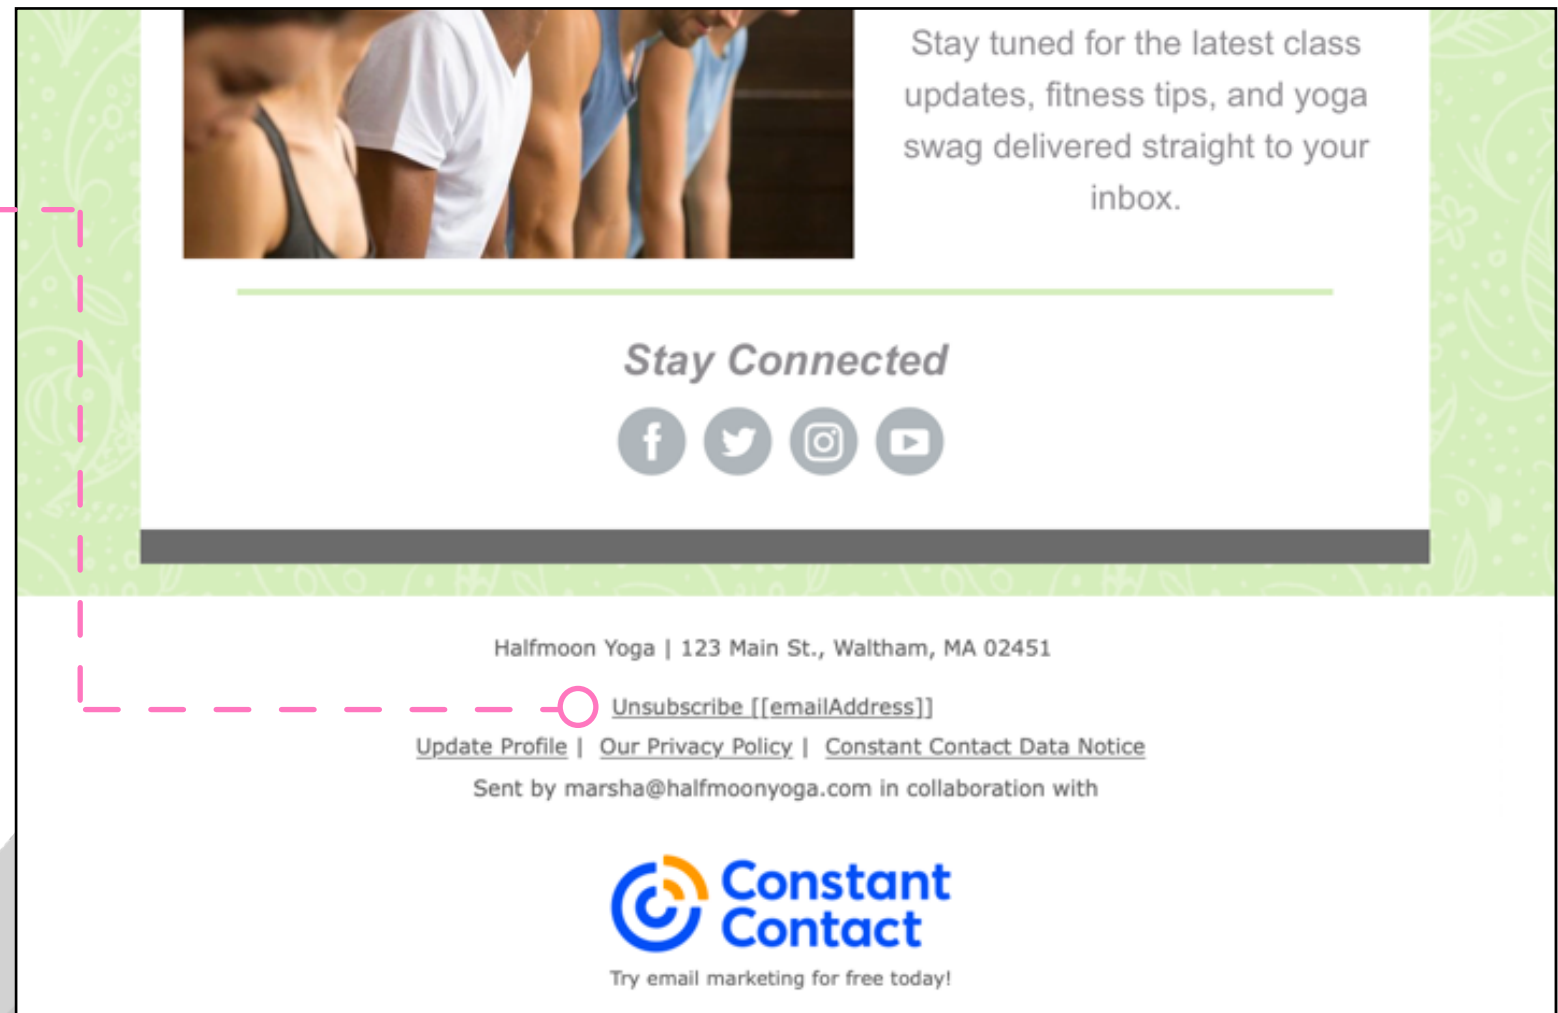 Stay tuned for the latest class
updates, fitness tips, and yoga
swag delivered straight to your
inbox.
Stay Connected
Halfmoon Yoga | 123 Main St., Waltham, MA 02451
Unsubscribe [[emailAddress]]
Update Profile | Our Privacy Policy | Constant Contact Data Notice
Sent by marsha@halfmoonyoga.com in collaboration with
Constant
Contact
Try email marketing for free today!